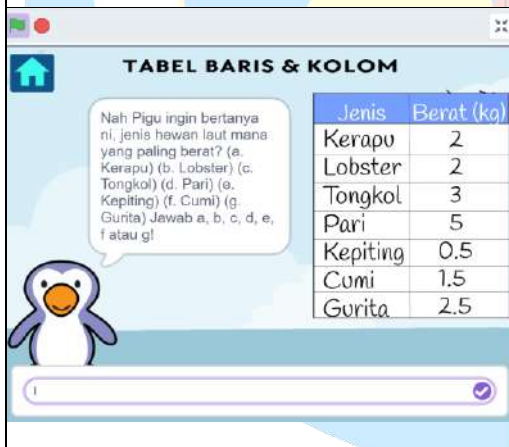 TABEL BARIS & KOLOM
Nah Pigu ingin bertanya
ni, jenis hewan laut mana
yang paling berat? (a.
Kerapu) (b. Lobster) (c.
Tongkol) (d. Pari) (e.
Kepiting) (f. Cumi) (g.
Gurita) Jawab a, b, c, d, e,
f atau g!
Jenis Berat (kg)
Kerapu 2
Lobster 2
Tongkol 3
Pari 5
Kepiting 0.5
Cumi 1.5
Gurita 2.5